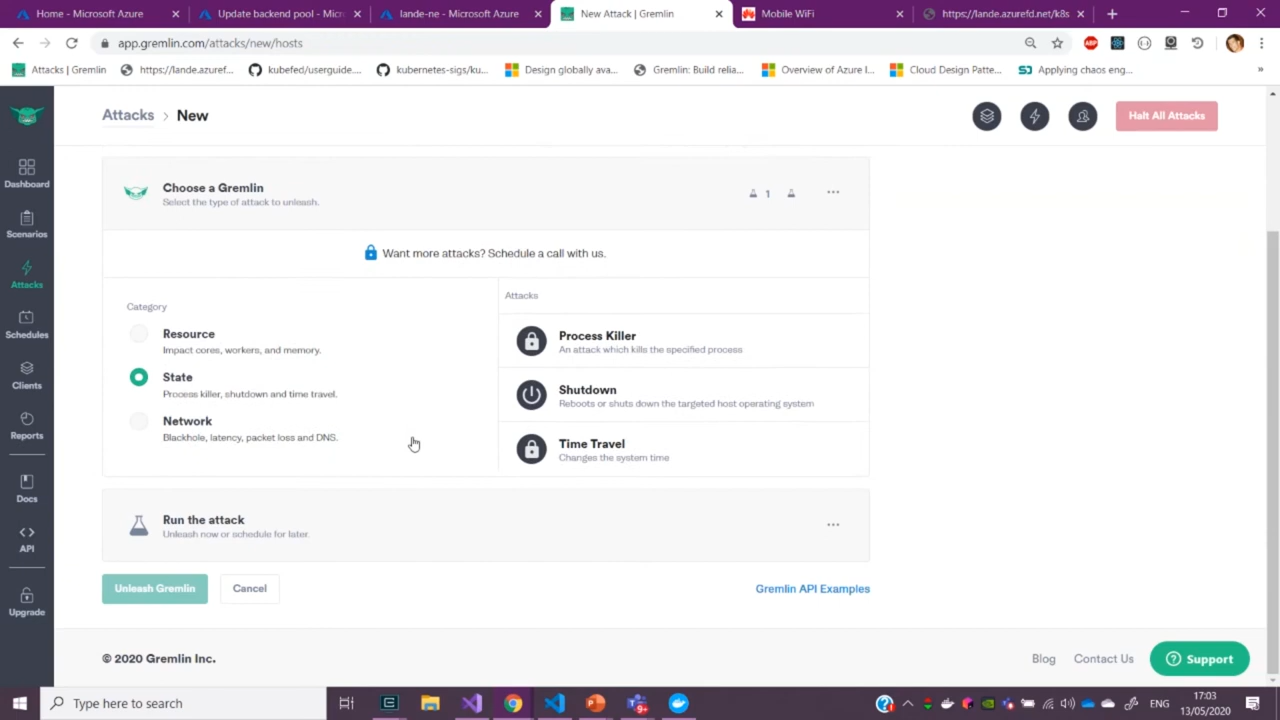 Home - Microsoft Azure
Update backend pool - Micr
lande-ne - Microsoft Azure
New Attack | Gremlin
Mobile WiFi
https://lande.azurefd.net/k8s
app.gremlin.com/attacks/new/hosts
Attacks | Gremlin
https://lande.azuref...
kubefed/userguide....
kubernetes-sigs/ku...
Design globally ava...
Gremlin: Build relia...
Overview of Azure l...
Cloud Design Patte...
Applying chaos eng...
»
Attacks > New
Halt All Attacks
Dashboard
Scenarios
Attacks
Schedules
Clients
Reports
Docs
API
Upgrade
Choose a Gremlin
Select the type of attack to unleash.
1
Want more attacks? Schedule a call with us.
Category
Resource
Impact cores, workers, and memory.
State
Process killer, shutdown and time travel.
Network
Blackhole, latency, packet loss and DNS.
Attacks
Process Killer
An attack which kills the specified process
Shutdown
Reboots or shuts down the targeted host operating system
Time Travel
Changes the system time
Run the attack
Unleash now or schedule for later.
Unleash Gremlin
Cancel
Gremlin API Examples
© 2020 Gremlin Inc.
Blog
Contact Us
Support
Type here to search
ENG
17:03
13/05/2020